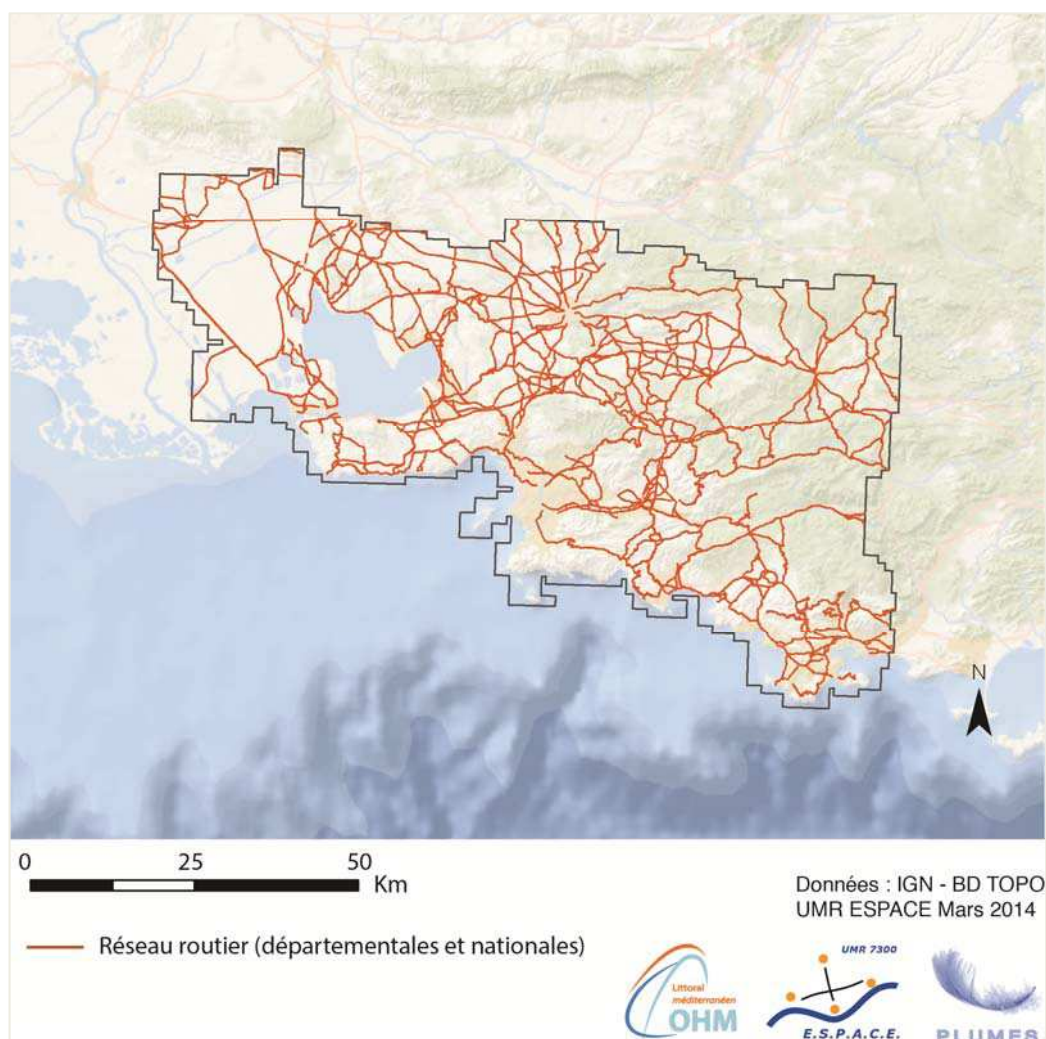 N
0 25 50
Km
Données : IGN - BD TOPO
UMR ESPACE Mars 2014
Réseau routier (départementales et nationales)
Littoral
méditerranéen
OHM
UMR 7300
E.S.P.A.C.E.
PLUMES